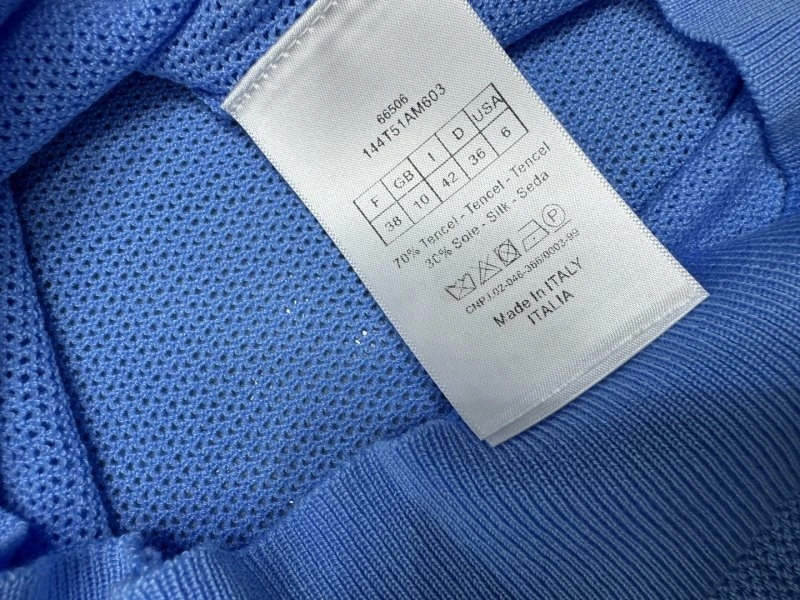 66506
144T51AM603
F GB I D USA
38 10 42 36 6
70% Tencel - Tencel - Tencel
30% Soie - Silk - Seda
P
CNPJ.02-046-366/0003-99
Made In ITALY
ITALIA